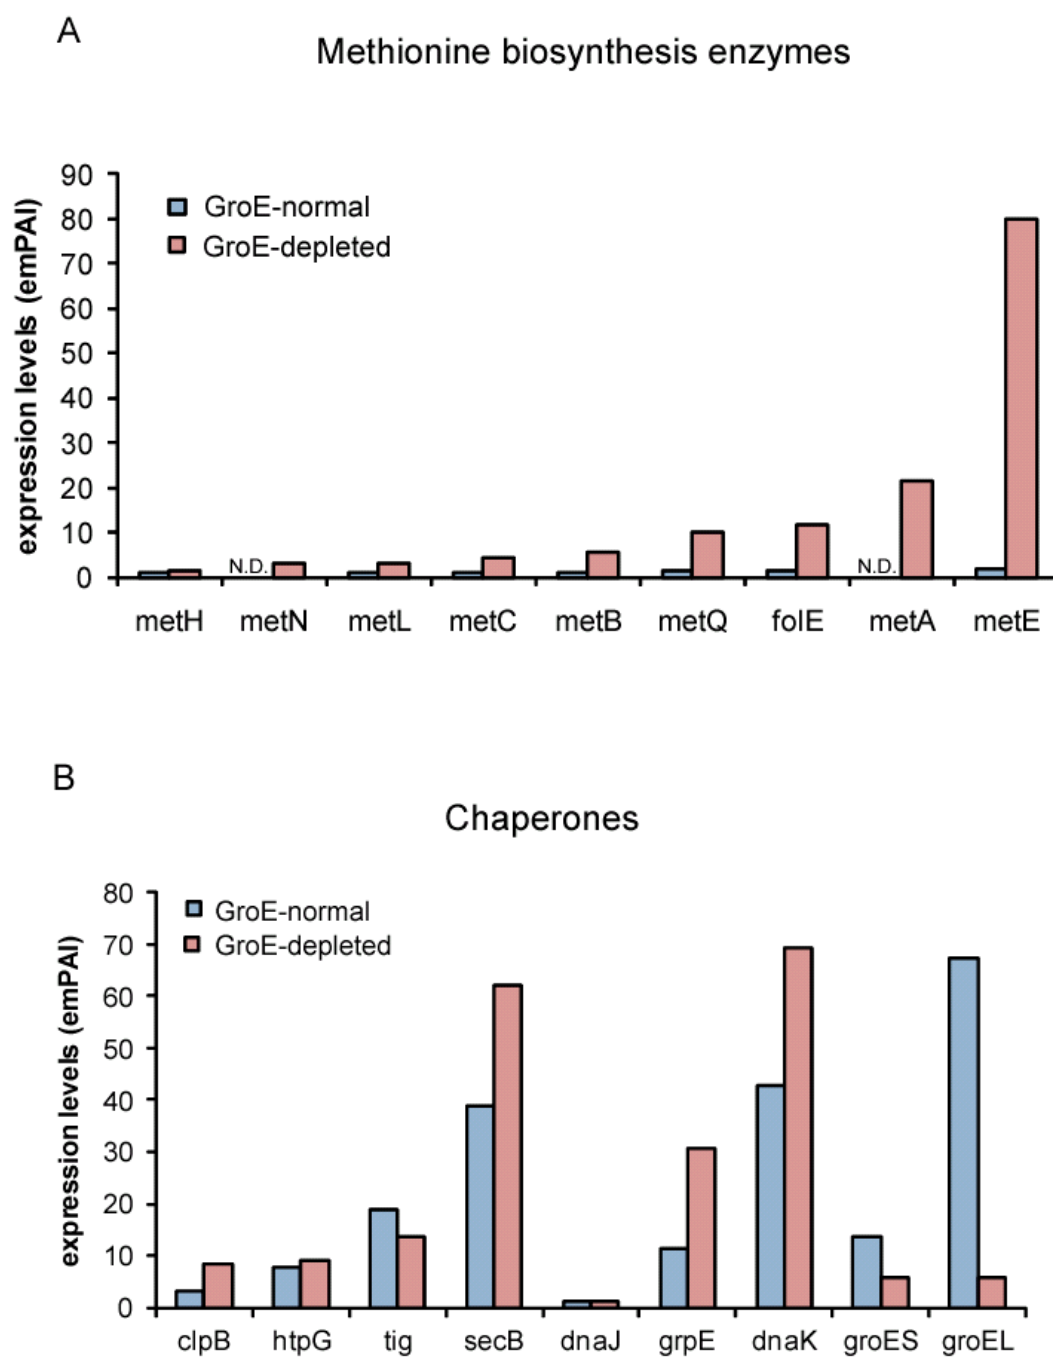 A
Methionine biosynthesis enzymes
expression levels (emPAI)
90
80
70
60
50
40
30
20
10
0
GroE-normal
GroE-depleted
N.D.
N.D.
metH metN metL metC metB metQ folE metA metE
B
Chaperones
expression levels (emPAI)
80
70
60
50
40
30
20
10
0
GroE-normal
GroE-depleted
clpB htpG tig secB dnaJ grpE dnaK groES groEL